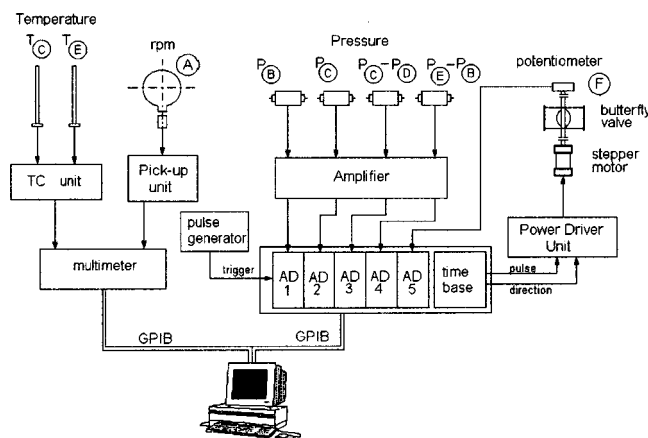 Temperature
T C T E
rpm
A
Pressure
P B P C P C - P D P E - P B
potentiometer
F
butterfly
valve
stepper
motor
TC unit
Pick-up
unit
Amplifier
pulse
generator
Power Driver
Unit
multimeter
trigger
AD
1
AD
2
AD
3
AD
4
AD
5
time
base
pulse
direction
GPIB
GPIB